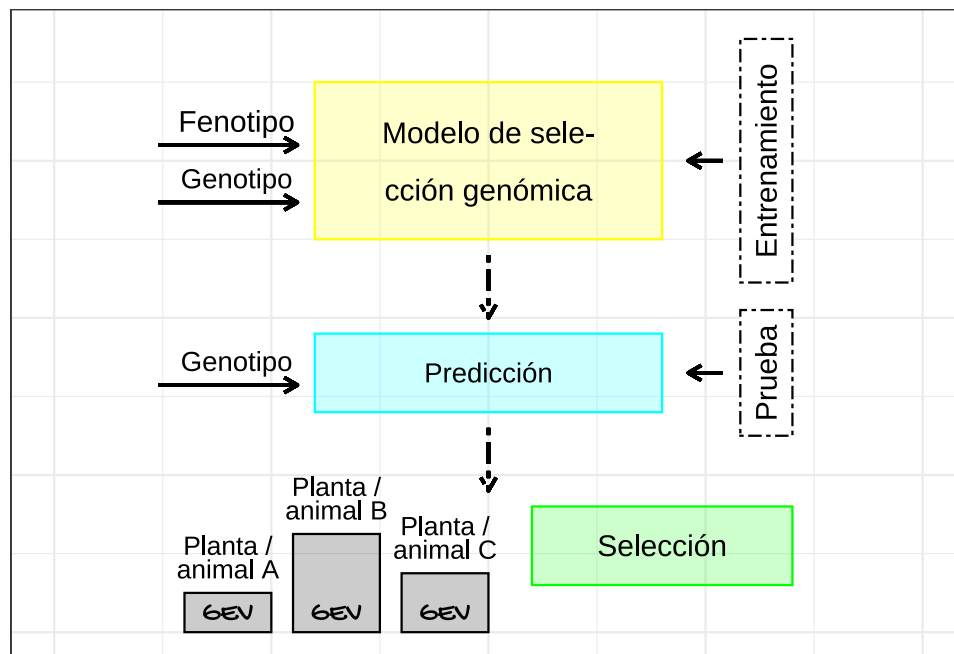 Fenotipo
Genotipo
Modelo de sele-
cción genómica
Entrenamiento
Genotipo
Predicción
Prueba
Planta /
animal A
Planta /
animal B
Planta /
animal C
GEV
GEV
GEV
Selección